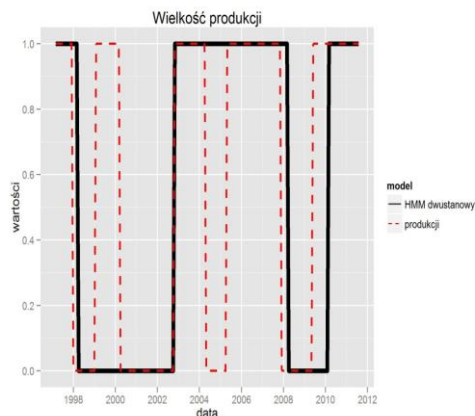 Wielkość produkcji
wartości
1.0
0.8
0.6
0.4
0.2
0.0
1998 2000 2002 2004 2006 2008 2010 2012
data
model
HMM dwustanowy
produkcji